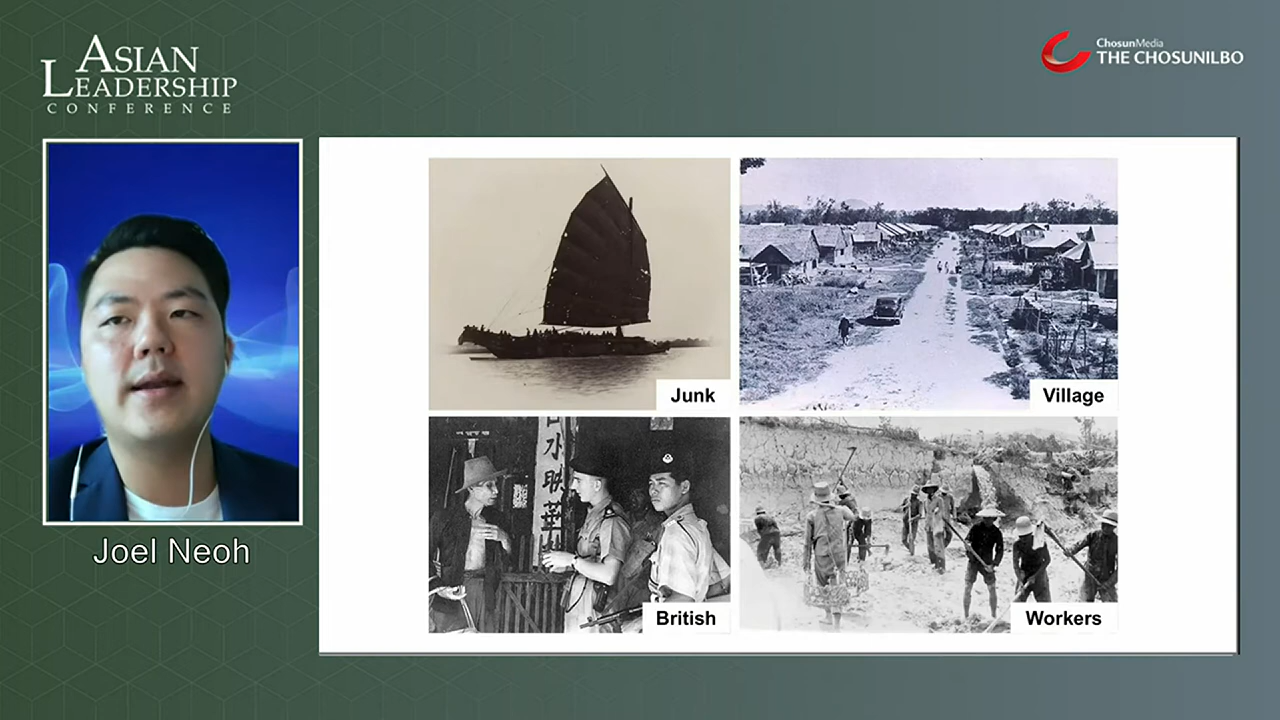 ASIAN
LEADERSHIP
CONFERENCE
ChosunMedia
THE CHOSUNILBO
Joel Neoh
Junk
Village
British
Workers